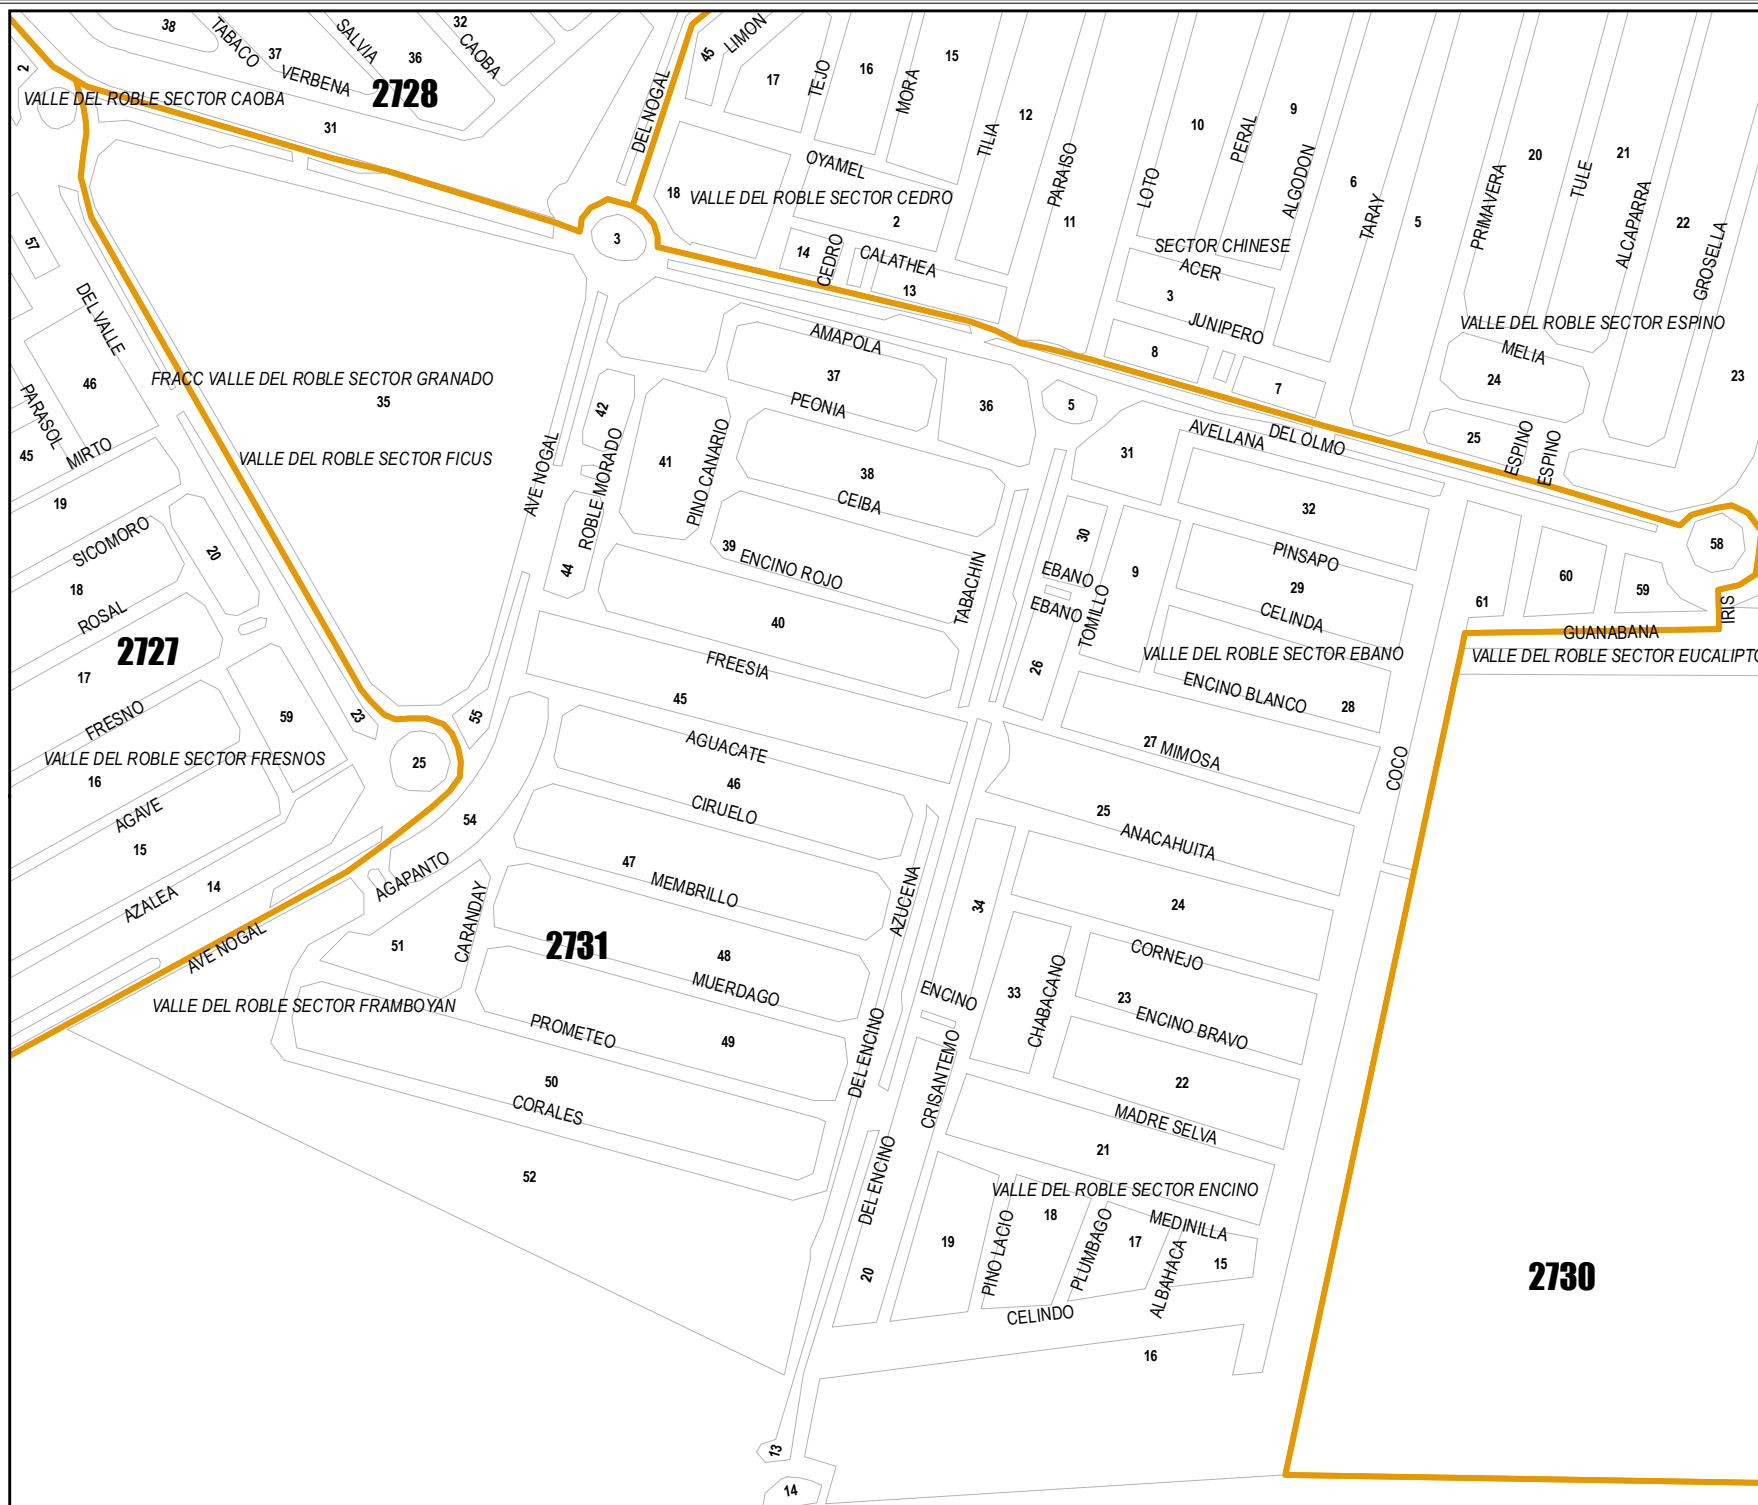 38
TABACO
SALVIA
32
CAOBA
37
36
VERBENA
2
2728
VALLE DEL ROBLE SECTOR CAOBA
31
DEL NOGAL
45
LIMON
17
TEJO
16
MORA
15
12
TILIA
PARAISO
OYAMEL
18
VALLE DEL ROBLE SECTOR CEDRO
2
11
LOTO
10
PERAL
9
ALGODON
6
TARAY
5
PRIMAVERA
20
TULE
21
ALCAPARRA
22
GROSELLA
3
14
CEDRO
CALATHEA
13
SECTOR CHINESE
ACER
3
JUNIPERO
8
7
VALLE DEL ROBLE SECTOR ESPINO
MELIA
24
23
25
ESPINO
ESPINO
57
DEL VALLE
46
PARASOL
45
MIRTO
19
FRACC VALLE DEL ROBLE SECTOR GRANADO
35
VALLE DEL ROBLE SECTOR FICUS
AVE NOGAL
42
ROBLE MORADO
41
PINO CANARIO
44
AMAPOLA
37
PEONIA
36
5
38
CEIBA
39
ENCINO ROJO
40
TABACHIN
31
AVELLANA
DEL OLMO
32
PINSAPO
30
EBANO
EBANO
9
TOMILLO
29
CELINDA
58
60
59
61
IRIS
GUANABANA
VALLE DEL ROBLE SECTOR EUCALIPTO
SICOMORO
20
18
ROSAL
2727
17
FRESNO
59
23
VALLE DEL ROBLE SECTOR FRESNOS
16
AGAVE
15
14
AZALEA
AVE NOGAL
25
55
54
AGAPANTO
FREESIA
45
AGUACATE
46
CIRUELO
47
MEMBRILLO
26
VALLE DEL ROBLE SECTOR EBANO
ENCINO BLANCO
28
27
MIMOSA
COCO
25
ANACAHUITA
CARANDAY
51
2731
48
MUERDAGO
AZUCENA
34
24
CORNEJO
VALLE DEL ROBLE SECTOR FRAMBOYAN
PROMETEO
49
50
CORALES
52
ENCINO
33
CHABACANO
23
ENCINO BRAVO
DEL ENCINO
CRISANTEMO
22
MADRE SELVA
21
DEL ENCINO
VALLE DEL ROBLE SECTOR ENCINO
19
PINO LACIO
18
PLUMBAGO
17
MEDINILLA
ALBAHACA
15
20
CELINDO
16
2730
13
14